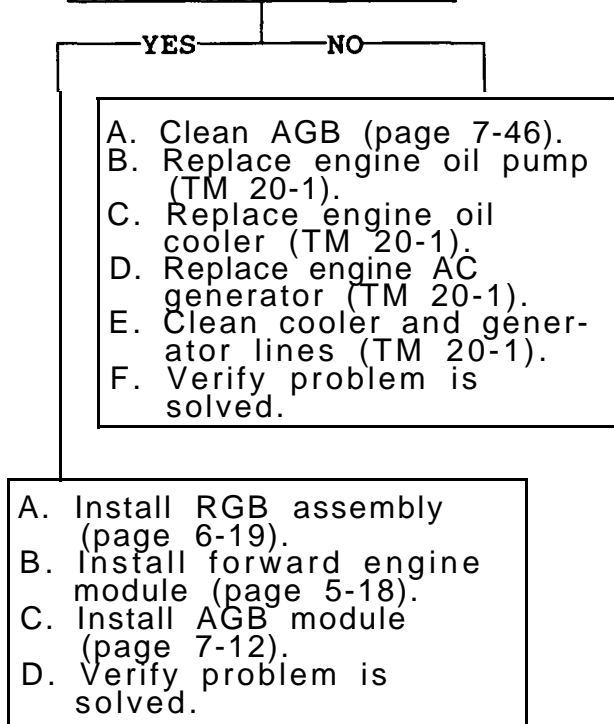 YES NO
A. Clean AGB (page 7-46).
B. Replace engine oil pump
(TM 20-1).
C. Replace engine oil
cooler (TM 20-1).
D. Replace engine AC
generator (TM 20-1).
E. Clean cooler and gener-
ator lines (TM 20-1).
F. Verify problem is
solved.
A. Install RGB assembly
(page 6-19).
B. Install forward engine
module (page 5-18).
C. Install AGB module
(page 7-12).
D. Verify problem is
solved.